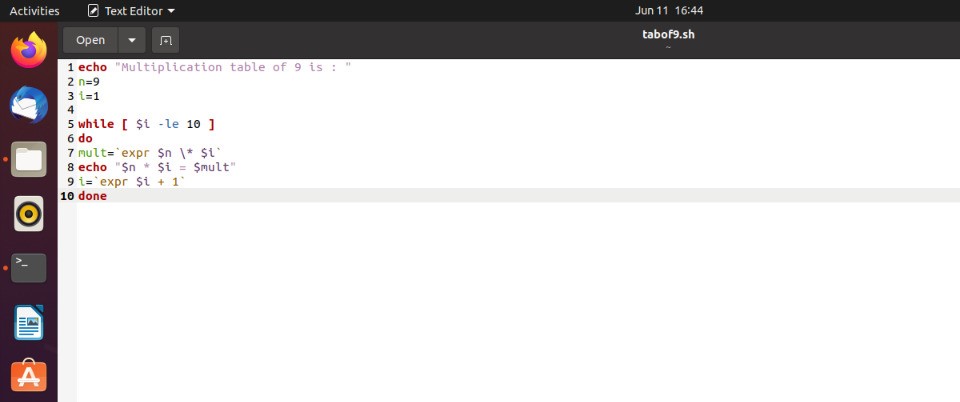 Activities Text Editor Jun 11 16:44
Open tabof9.sh
~
1 echo "Multiplication table of 9 is : "
2 n=9
3 i=1
4
5 while [ $i -le 10 ]
6 do
7 mult=`expr $n \* $i`
8 echo "$n * $i = $mult"
9 i=`expr $i + 1`
10 done
>_